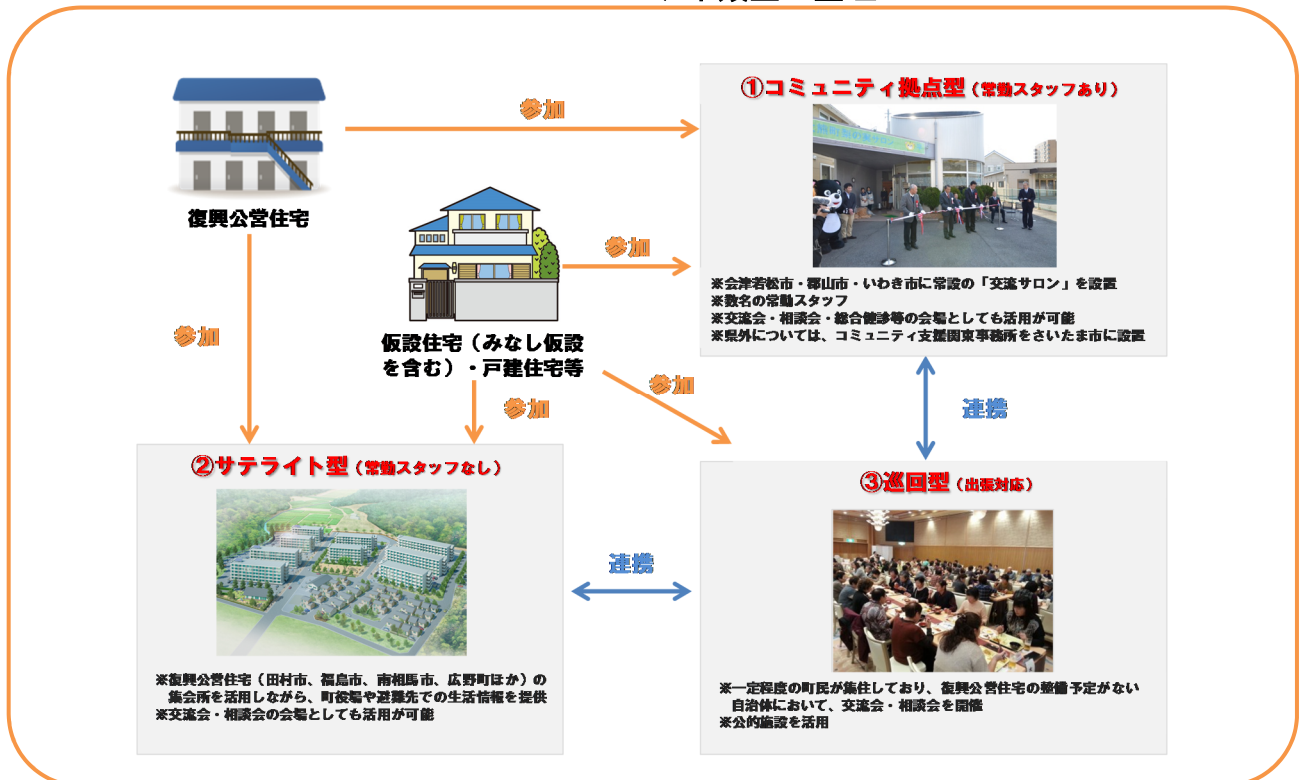 参加
①コミュニティ拠点型（常勤スタッフあり）
復興公営住宅
参加
※会津若松市・郡山市・いわき市に常設の「交流サロン」を設置
※数名の常勤スタッフ
※交流会・相談会・総合健診等の会場としても活用が可能
※県外については、コミュニティ支援関東事務所をさいたま市に設置
参加
仮設住宅（みなし仮設
を含む）・戸建住宅等
参加
参加
連携
②サテライト型（常勤スタッフなし）
③巡回型（出張対応）
連携
※復興公営住宅（田村市、福島市、南相馬市、広野町ほか）の
集会所を活用しながら、町役場や避難先での生活情報を提供
※交流会・相談会の会場としても活用が可能
※一定程度の町民が集住しており、復興公営住宅の整備予定がない
自治体において、交流会・相談会を開催
※公的施設を活用